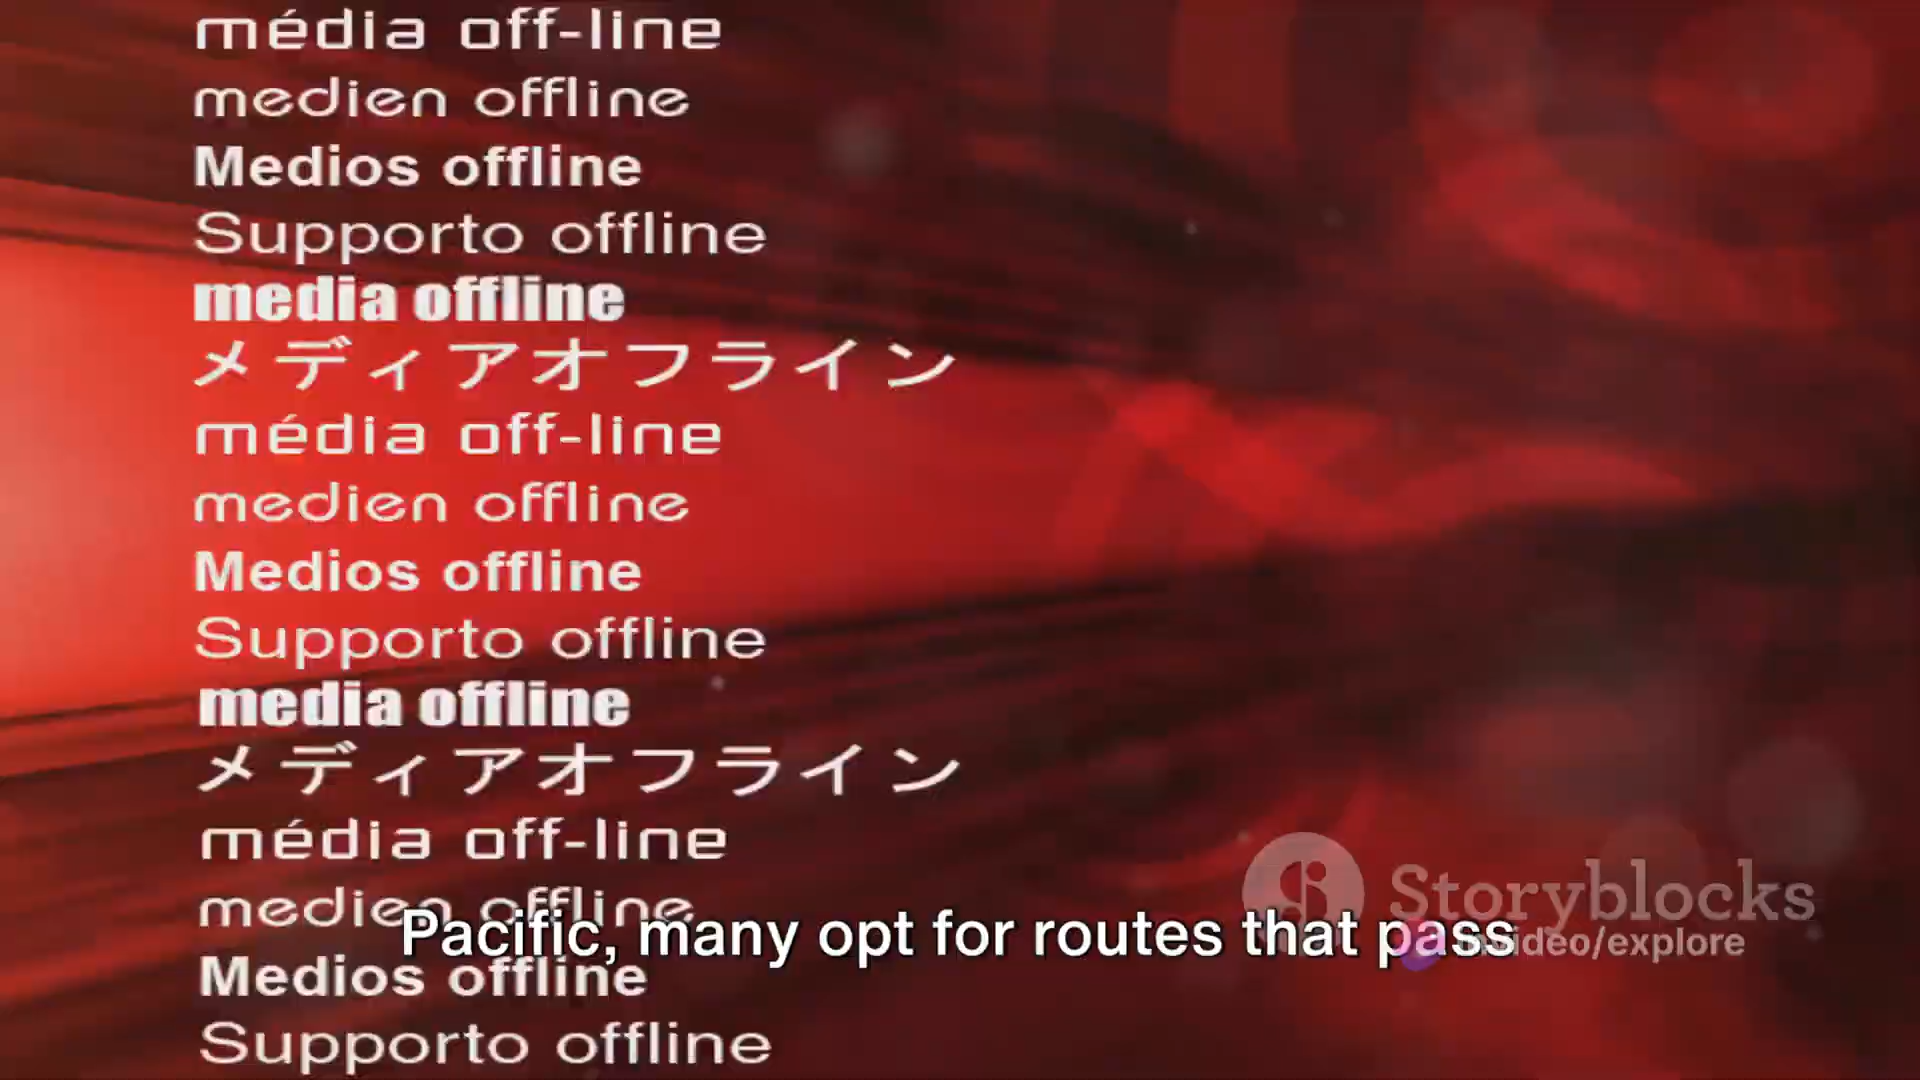 média off-line
medien offline
Medios offline
Supporto offline
media offline
メディアオフライン
média off-line
medien offline
Medios offline
Supporto offline
media offline
メディアオフライン
média off-line
Storyblocks
medien offline
Pacific, many opt for routes that pass
video/explore
Medios offline
Supporto offline